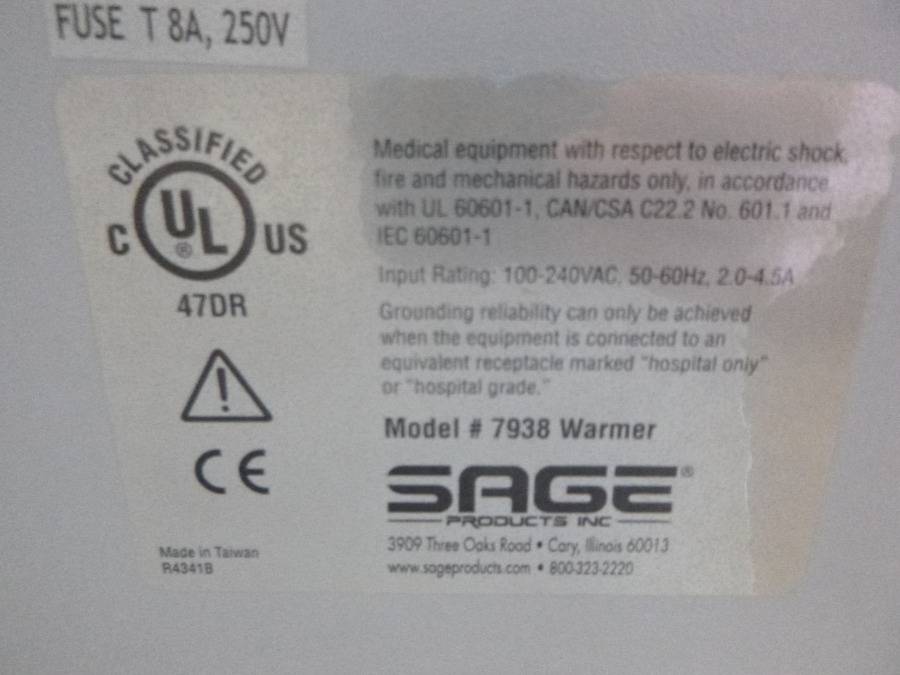 FUSE T 8A, 250V
CLASSIFIED
C UL® US
47DR
Medical equipment with respect to electric shock,
fire and mechanical hazards only, in accordance
with UL 60601-1, CAN/CSA C22.2 No. 601.1 and
IEC 60601-1
Input Rating: 100-240VAC, 50-60Hz, 2.0-4.5A
Grounding reliability can only be achieved
when the equipment is connected to an
equivalent receptacle marked "hospital only"
or "hospital grade."
!
Model # 7938 Warmer
CE
SAGE®
PRODUCTS INC
3909 Three Oaks Road • Cary, Illinois 60013
www.sageproducts.com • 800-323-2220
Made in Taiwan
R4341B